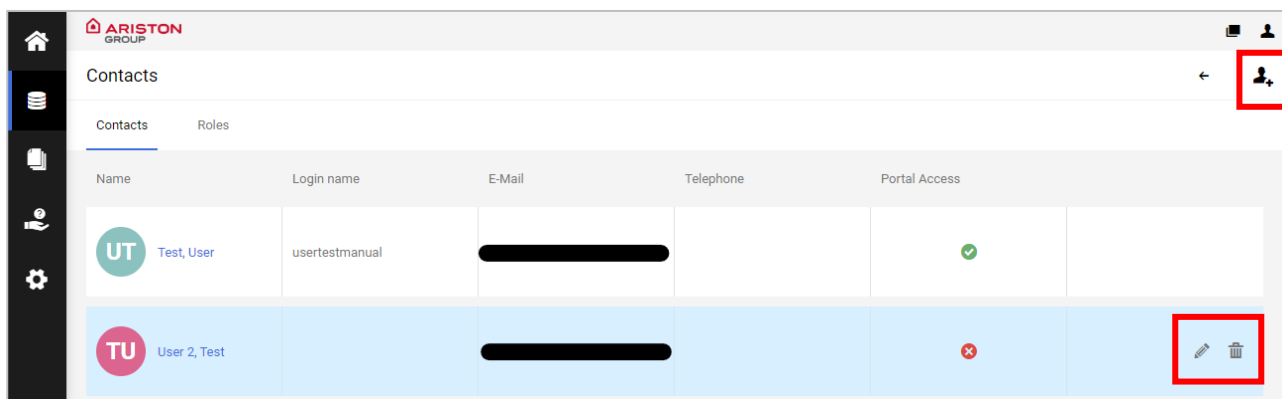 ARISTON
GROUP
Contacts
Contacts Roles
Name Login name E-Mail Telephone Portal Access
UT Test, User usertestmanual
TU User 2, Test